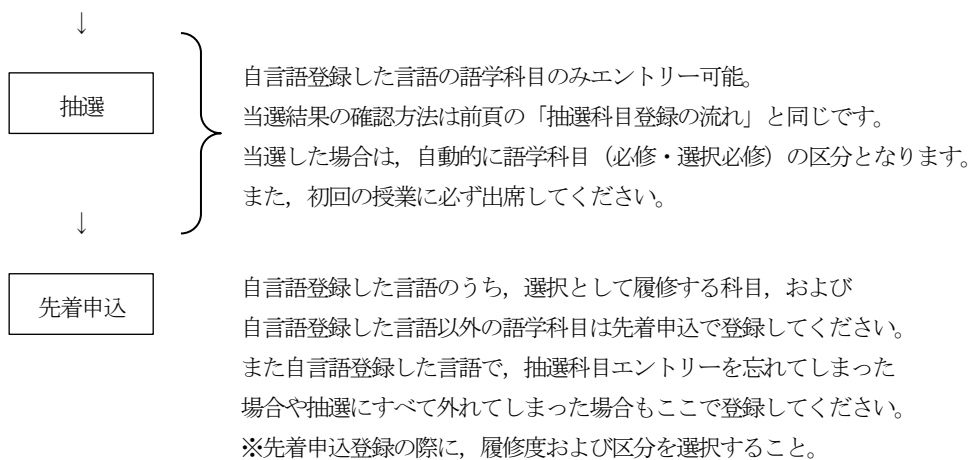 ↓
抽選
自言語登録した言語の語学科目のみエントリー可能。
当選結果の確認方法は前頁の「抽選科目登録の流れ」と同じです。
当選した場合は，自動的に語学科目（必修・選択必修）の区分となります。
また，初回の授業に必ず出席してください。
↓
先着申込
自言語登録した言語のうち，選択として履修する科目，および
自言語登録した言語以外の語学科目は先着申込で登録してください。
また自言語登録した言語で，抽選科目エントリーを忘れてしまった
場合や抽選にすべて外れてしまった場合もここで登録してください。
※先着申込登録の際に，履修度および区分を選択すること。